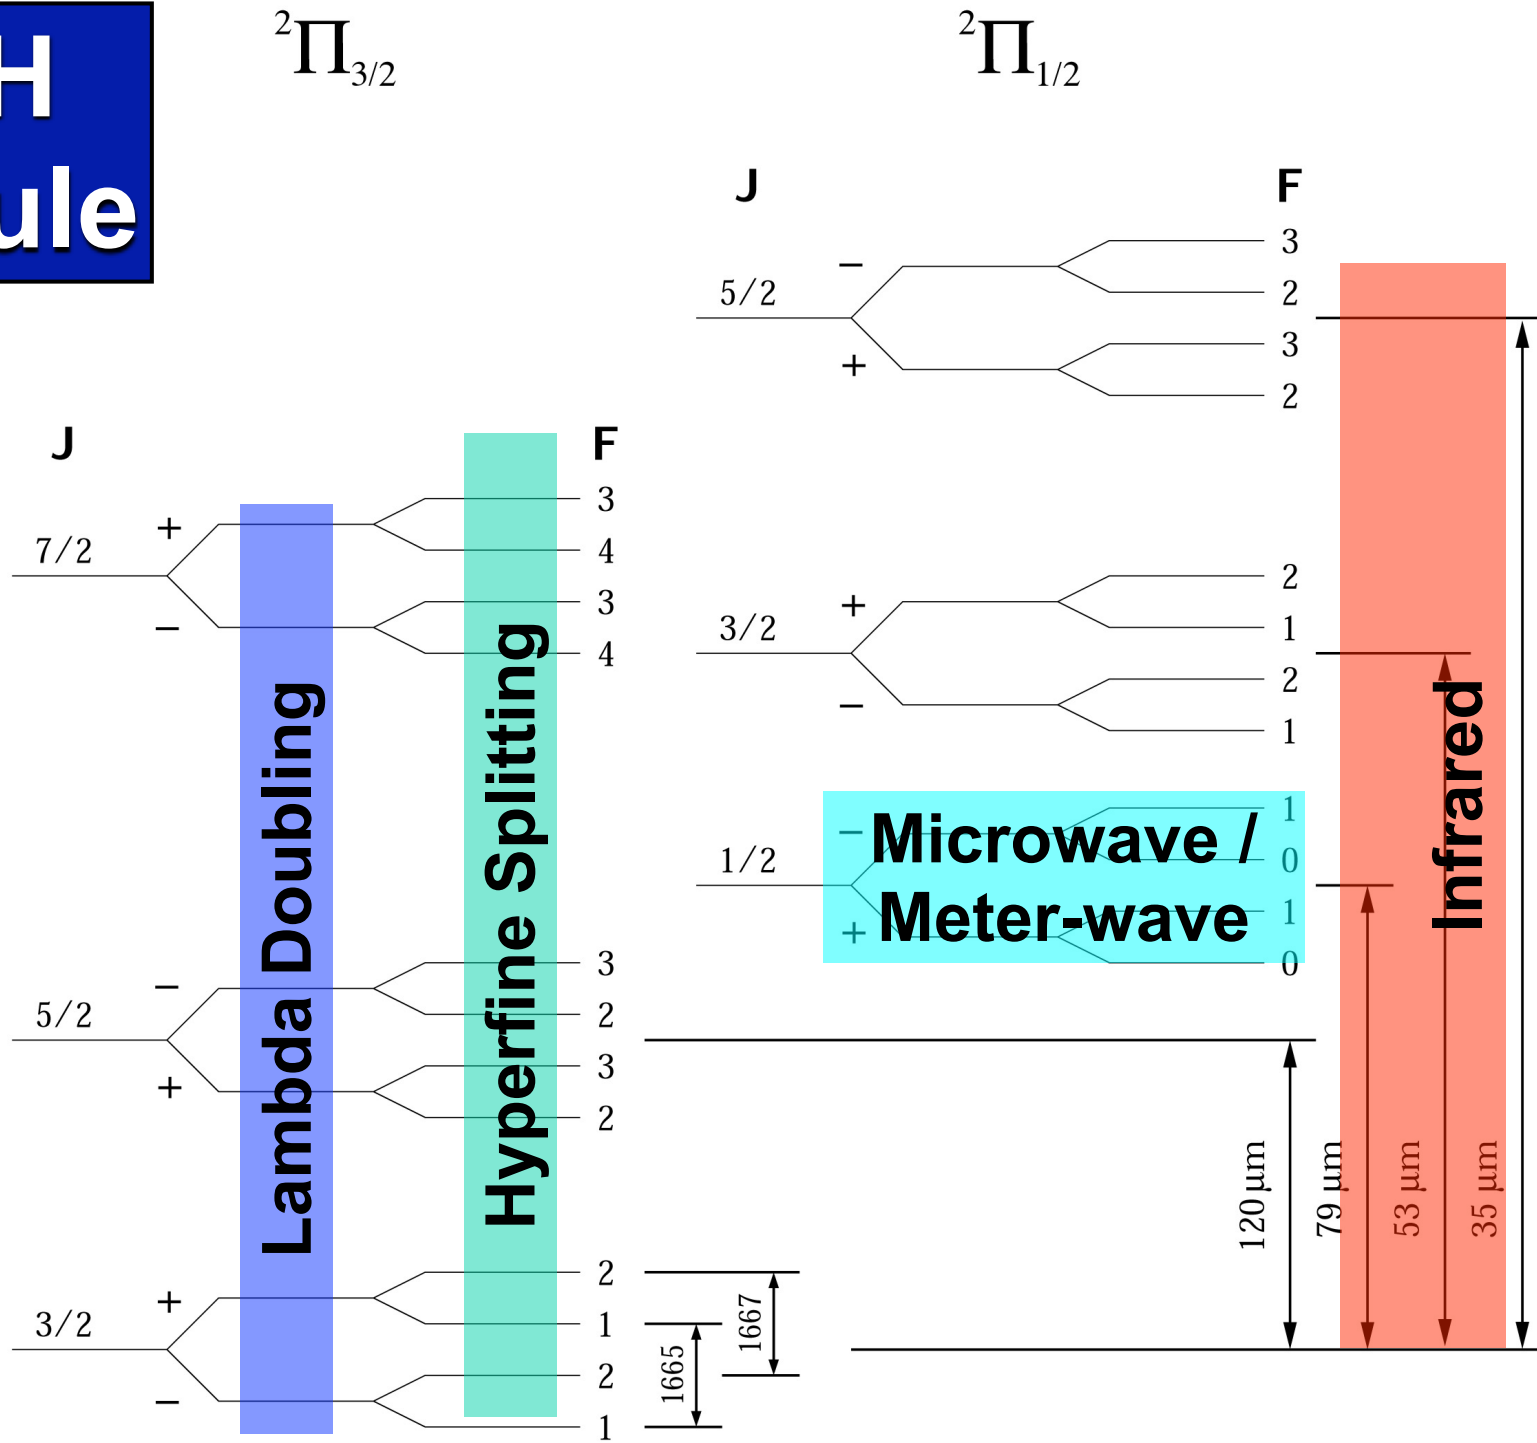 H
ule
²Π3/2
²Π1/2
J
F
5/2
−
+
3
2
3
2
3/2
+
−
2
1
2
1
1/2
−
+
1
0
1
0
Microwave /
Meter-wave
J
F
7/2
+
−
3
4
3
4
5/2
−
+
3
2
3
2
3/2
+
−
2
1
2
1
Lambda Doubling
Hyperfine Splitting
1665
1667
120 μm
79 μm
53 μm
35 μm
Infrared